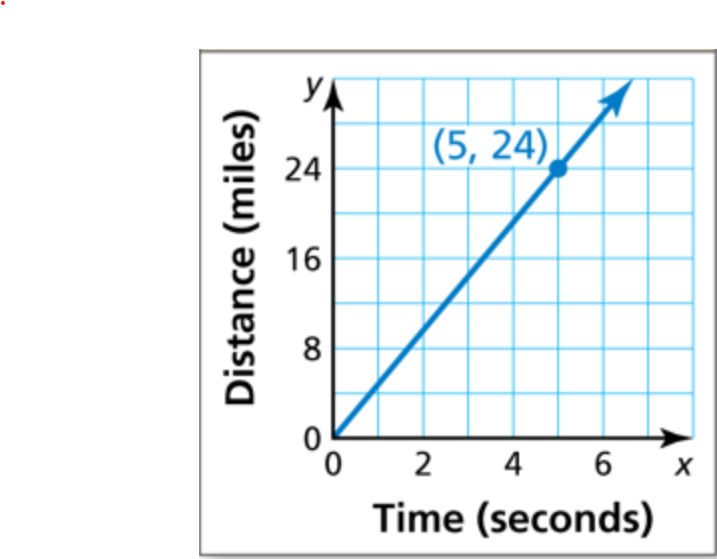 y
(5, 24)
24
16
8
0
0 2 4 6 x
Distance (miles)
Time (seconds)